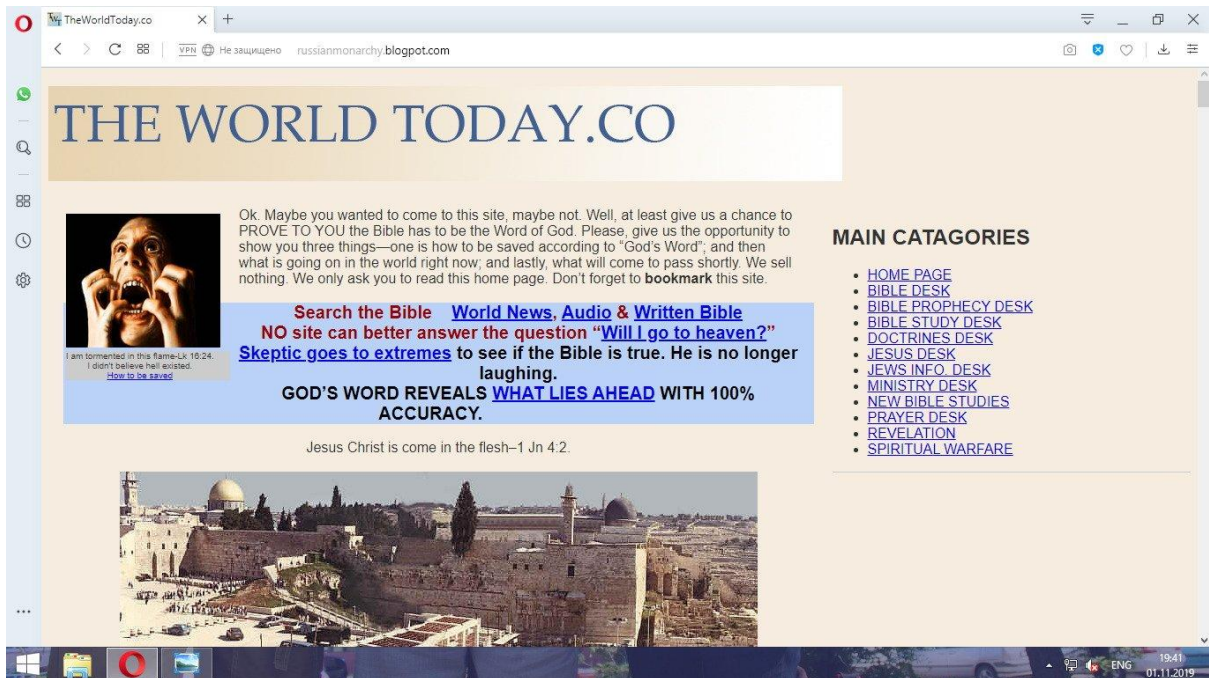 TheWorldToday.co
VPN Не защищено russianmonarchy.blogpot.com
THE WORLD TODAY.CO
Ok. Maybe you wanted to come to this site, maybe not. Well, at least give us a chance to
PROVE TO YOU the Bible has to be the Word of God. Please, give us the opportunity to
show you three things—one is how to be saved according to “God’s Word”; and then
what is going on in the world right now; and lastly, what will come to pass shortly. We sell
nothing. We only ask you to read this home page. Don’t forget to bookmark this site.
I am tormented in this flame-Lk 16:24.
I didn't believe hell existed.
How to be saved
Search the Bible World News, Audio & Written Bible
NO site can better answer the question “Will I go to heaven?”
Skeptic goes to extremes to see if the Bible is true. He is no longer
laughing.
GOD’S WORD REVEALS WHAT LIES AHEAD WITH 100%
ACCURACY.
Jesus Christ is come in the flesh–1 Jn 4:2.
MAIN CATAGORIES
HOME PAGE
BIBLE DESK
BIBLE PROPHECY DESK
BIBLE STUDY DESK
DOCTRINES DESK
JESUS DESK
JEWS INFO. DESK
MINISTRY DESK
NEW BIBLE STUDIES
PRAYER DESK
REVELATION
SPIRITUAL WARFARE
ENG
19:41
01.11.2019